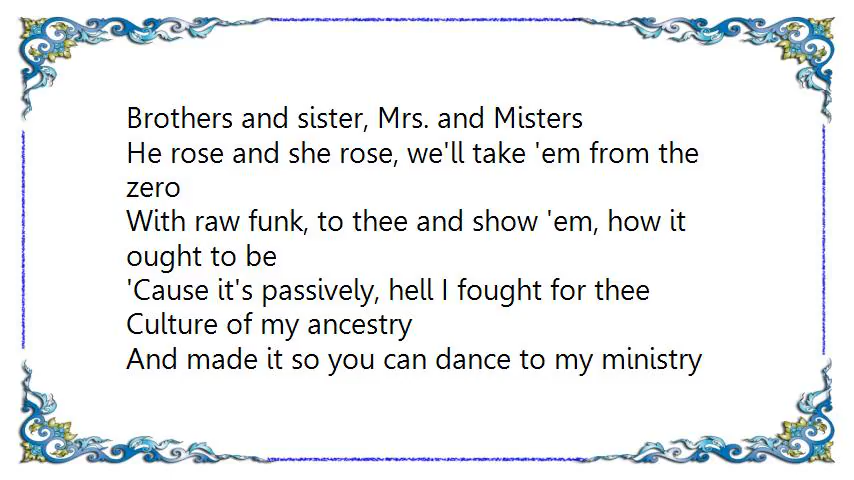 Brothers and sister, Mrs. and Misters
He rose and she rose, we'll take 'em from the
zero
With raw funk, to thee and show 'em, how it
ought to be
'Cause it's passively, hell I fought for thee
Culture of my ancestry
And made it so you can dance to my ministry